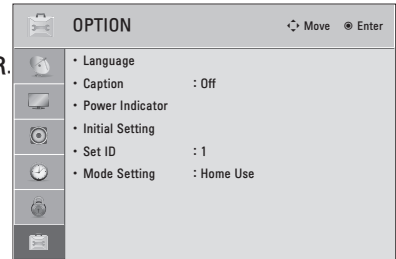 OPTION
Move
Enter
R.
• Language
• Caption : Off
• Power Indicator
• Initial Setting
• Set ID : 1
• Mode Setting : Home Use